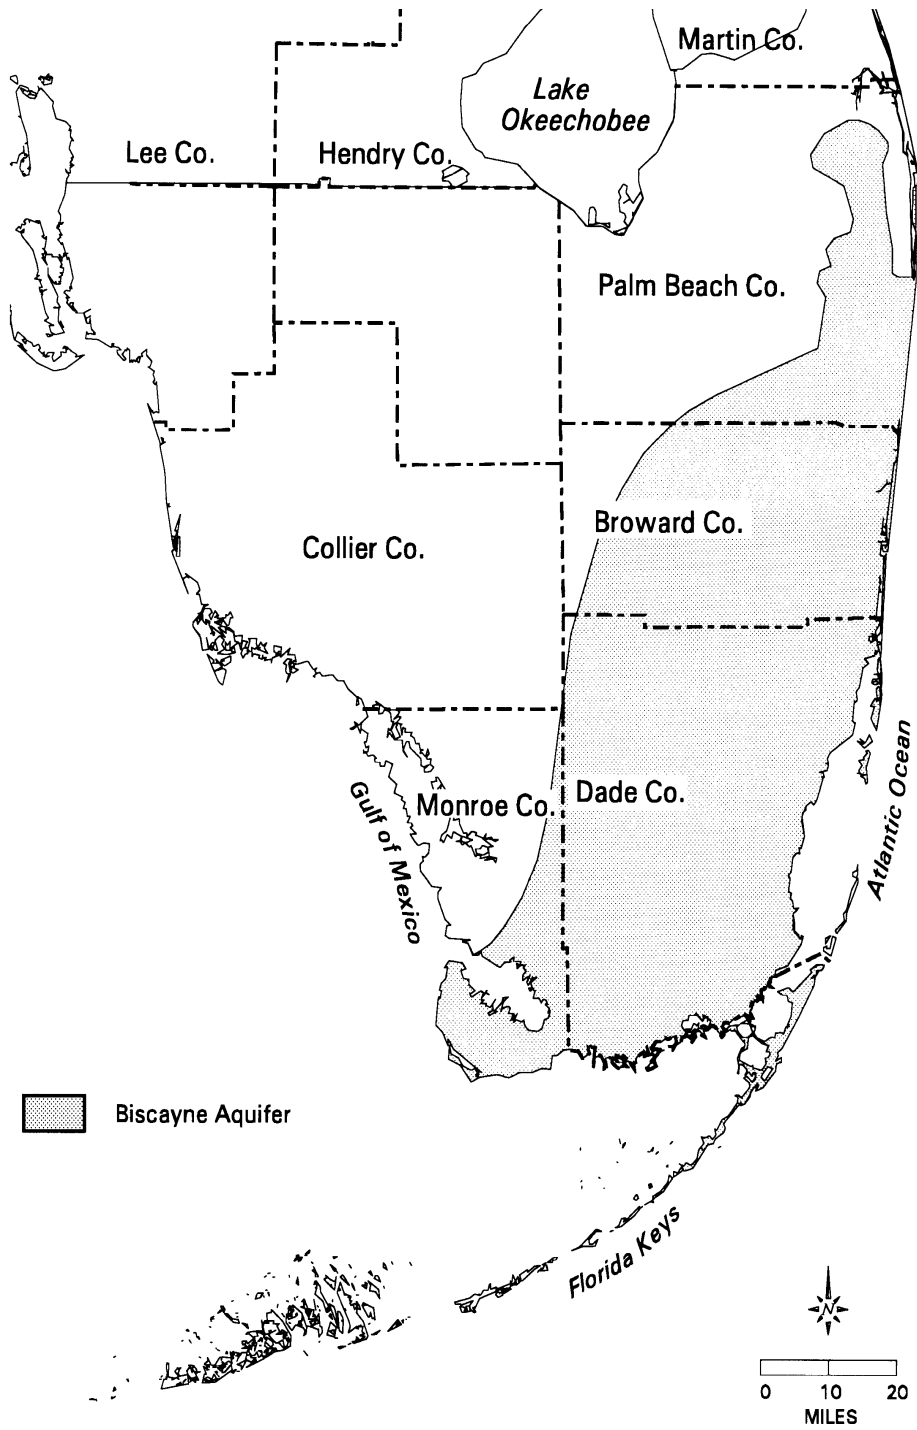 Martin Co.
Lake
Okeechobee
Lee Co.
Hendry Co.
Palm Beach Co.
Broward Co.
Collier Co.
Dade Co.
Monroe Co.
Gulf of Mexico
Atlantic Ocean
Biscayne Aquifer
Florida Keys
N
0 10 20
MILES